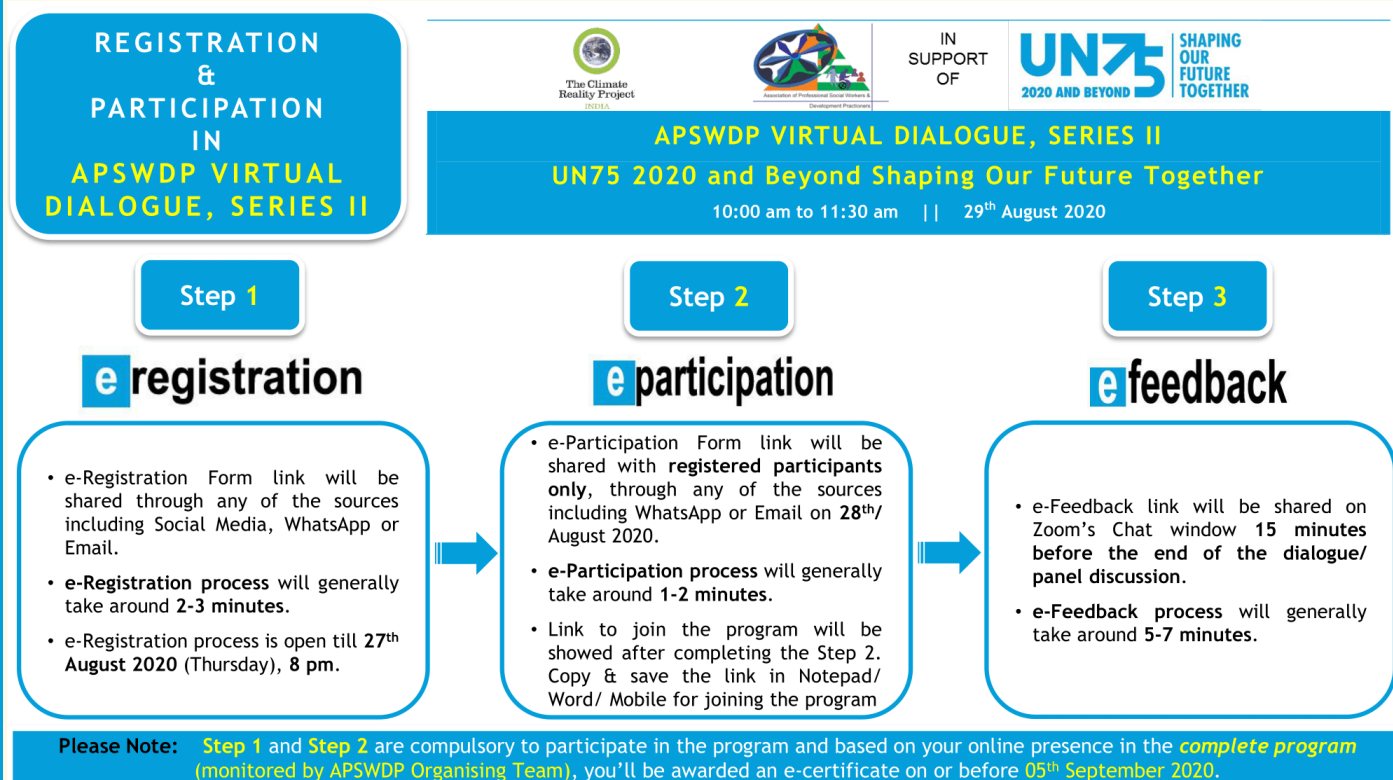 REGISTRATION
&
PARTICIPATION
IN
APSWDP VIRTUAL
DIALOGUE, SERIES II
The Climate
Reality Project
INDIA
Association of Professional Social Workers &
Development Practioners
IN
SUPPORT
OF
UN75
2020 AND BEYOND
SHAPING
OUR
FUTURE
TOGETHER
APSWDP VIRTUAL DIALOGUE, SERIES II
UN75 2020 and Beyond Shaping Our Future Together
10:00 am to 11:30 am || 29th August 2020
Step 1
e registration
• e-Registration Form link will be
shared through any of the sources
including Social Media, WhatsApp or
Email.
• e-Registration process will generally
take around 2-3 minutes.
• e-Registration process is open till 27th
August 2020 (Thursday), 8 pm.
Step 2
e participation
• e-Participation Form link will be
shared with registered participants
only, through any of the sources
including WhatsApp or Email on 28th/
August 2020.
• e-Participation process will generally
take around 1-2 minutes.
• Link to join the program will be
showed after completing the Step 2.
Copy & save the link in Notepad/
Word/ Mobile for joining the program
Step 3
e feedback
• e-Feedback link will be shared on
Zoom's Chat window 15 minutes
before the end of the dialogue/
panel discussion.
• e-Feedback process will generally
take around 5-7 minutes.
Please Note: Step 1 and Step 2 are compulsory to participate in the program and based on your online presence in the complete program
(monitored by APSWDP Organising Team), you'll be awarded an e-certificate on or before 05th September 2020.